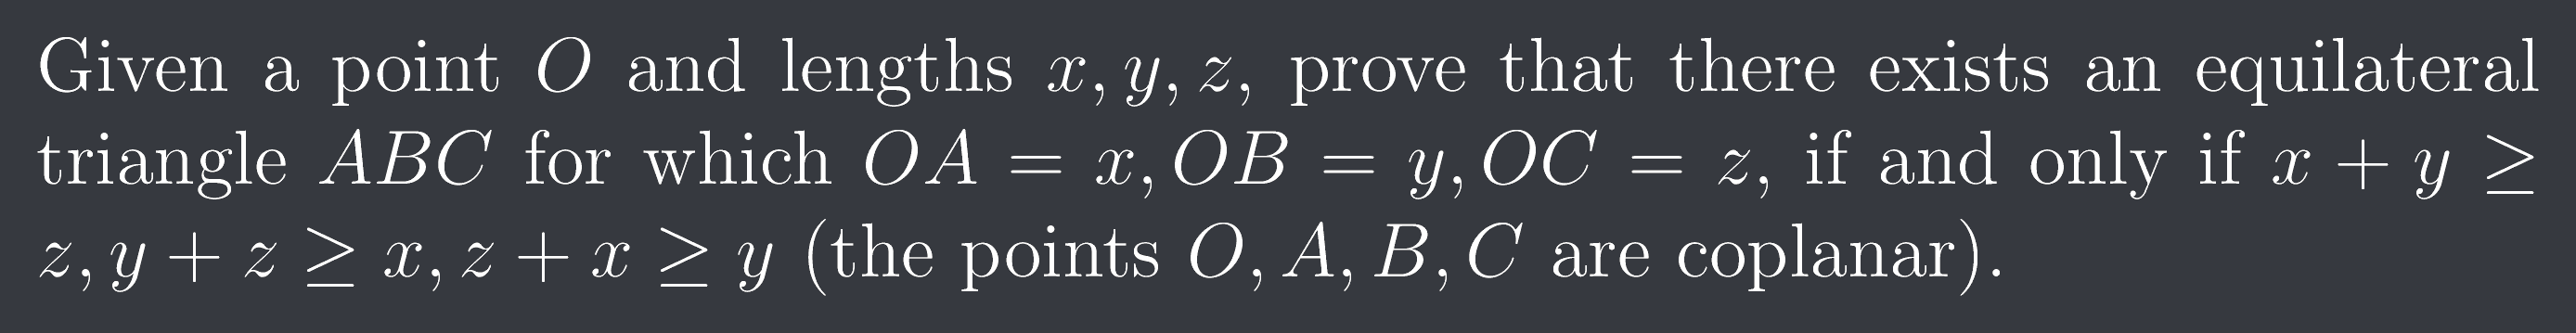 Given a point O and lengths x, y, z, prove that there exists an equilateral
triangle ABC for which OA = x, OB = y, OC = z, if and only if x + y ≥
z, y + z ≥ x, z + x ≥ y (the points O, A, B, C are coplanar).